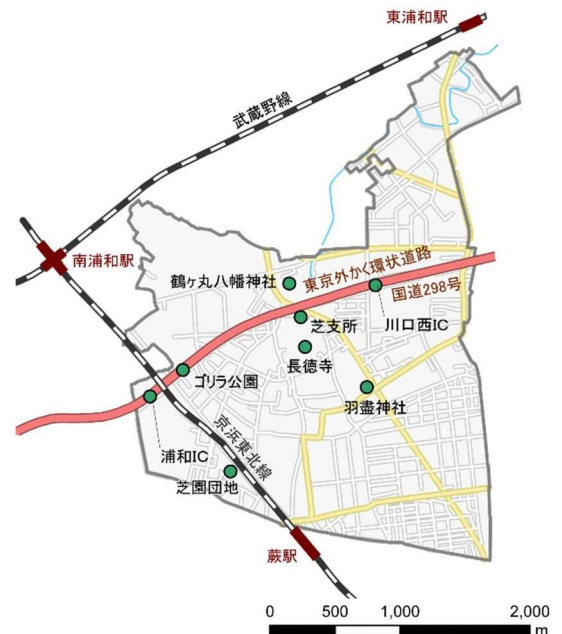 東浦和駅
武蔵野線
南浦和駅
鶴ヶ丸八幡神社
東京外かく環状道路
国道298号
芝支所
川口西IC
長徳寺
ゴリラ公園
羽盡神社
京浜東北線
浦和IC
芝園団地
蕨駅
0 500 1,000 2,000
m